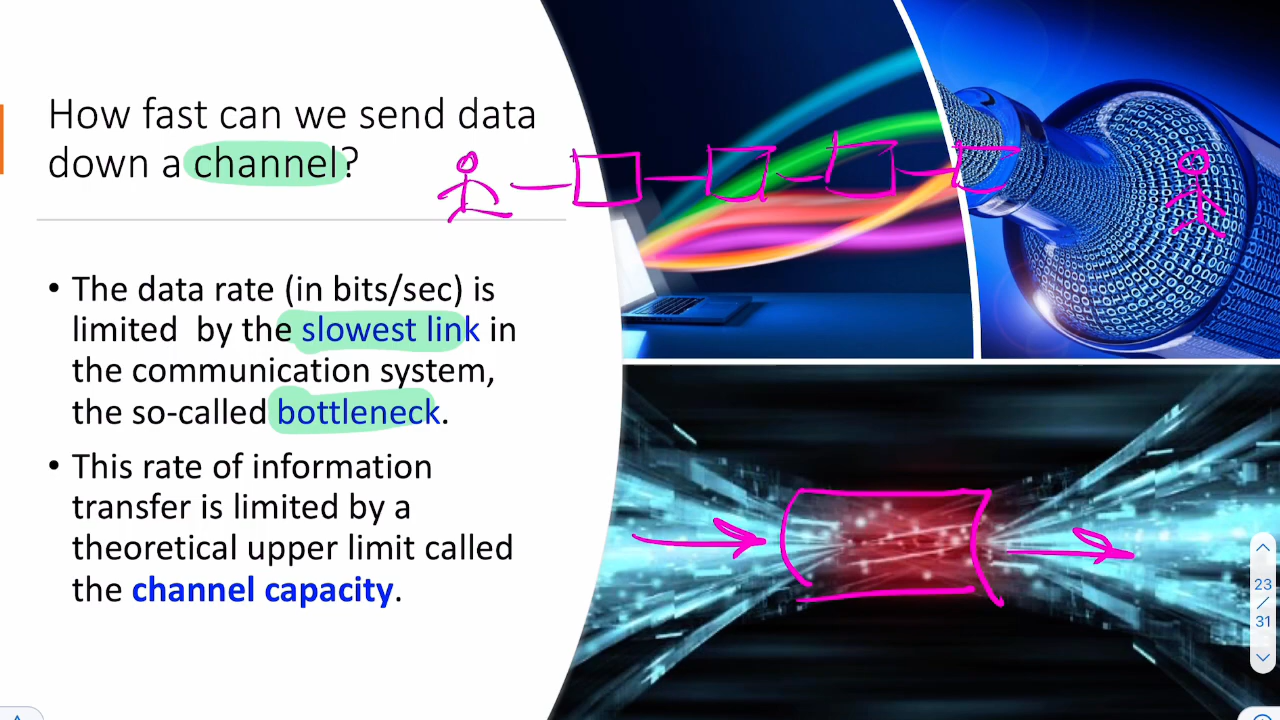 How fast can we send data
down a channel?
• The data rate (in bits/sec) is
limited by the slowest link in
the communication system,
the so-called bottleneck.
• This rate of information
transfer is limited by a
theoretical upper limit called
the channel capacity.
23
/
31